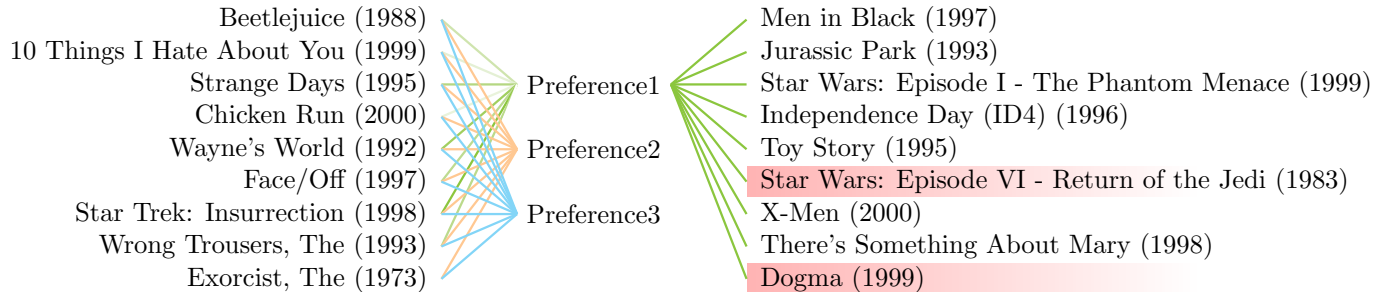 Beetlejuice (1988)
10 Things I Hate About You (1999)
Strange Days (1995)
Chicken Run (2000)
Wayne's World (1992)
Face/Off (1997)
Star Trek: Insurrection (1998)
Wrong Trousers, The (1993)
Exorcist, The (1973)
Preference1
Preference2
Preference3
Men in Black (1997)
Jurassic Park (1993)
Star Wars: Episode I - The Phantom Menace (1999)
Independence Day (ID4) (1996)
Toy Story (1995)
Star Wars: Episode VI - Return of the Jedi (1983)
X-Men (2000)
There's Something About Mary (1998)
Dogma (1999)